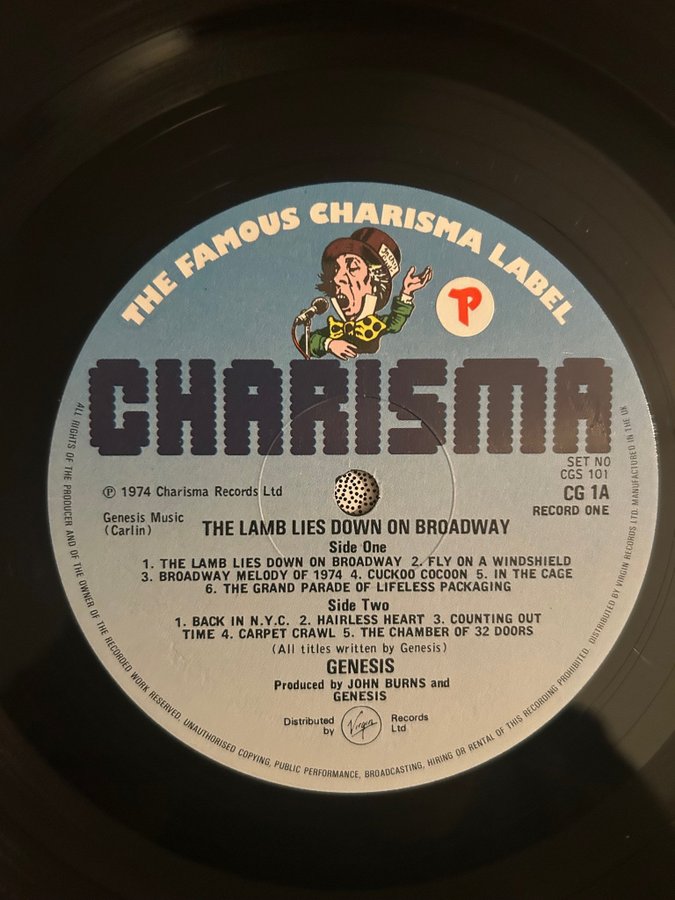 THE FAMOUS CHARISMA LABEL
P
CHARISMA
SET NO
CGS 101
℗ 1974 Charisma Records Ltd
CG 1A
RECORD ONE
Genesis Music
(Carlin)
THE LAMB LIES DOWN ON BROADWAY
Side One
1. THE LAMB LIES DOWN ON BROADWAY 2. FLY ON A WINDSHIELD
3. BROADWAY MELODY OF 1974 4. CUCKOO COCOON 5. IN THE CAGE
6. THE GRAND PARADE OF LIFELESS PACKAGING
Side Two
1. BACK IN N.Y.C. 2. HAIRLESS HEART 3. COUNTING OUT
TIME 4. CARPET CRAWL 5. THE CHAMBER OF 32 DOORS
(All titles written by Genesis)
GENESIS
Produced by JOHN BURNS and
GENESIS
Distributed
by
Virgin
Records
Ltd
ALL RIGHTS OF THE PRODUCER AND OF THE OWNER OF THE RECORDED WORK RESERVED. UNAUTHORISED COPYING, PUBLIC PERFORMANCE, BROADCASTING, HIRING OR RENTAL OF THIS RECORDING PROHIBITED. DISTRIBUTED BY VIRGIN RECORDS LTD. MANUFACTURED IN THE UK